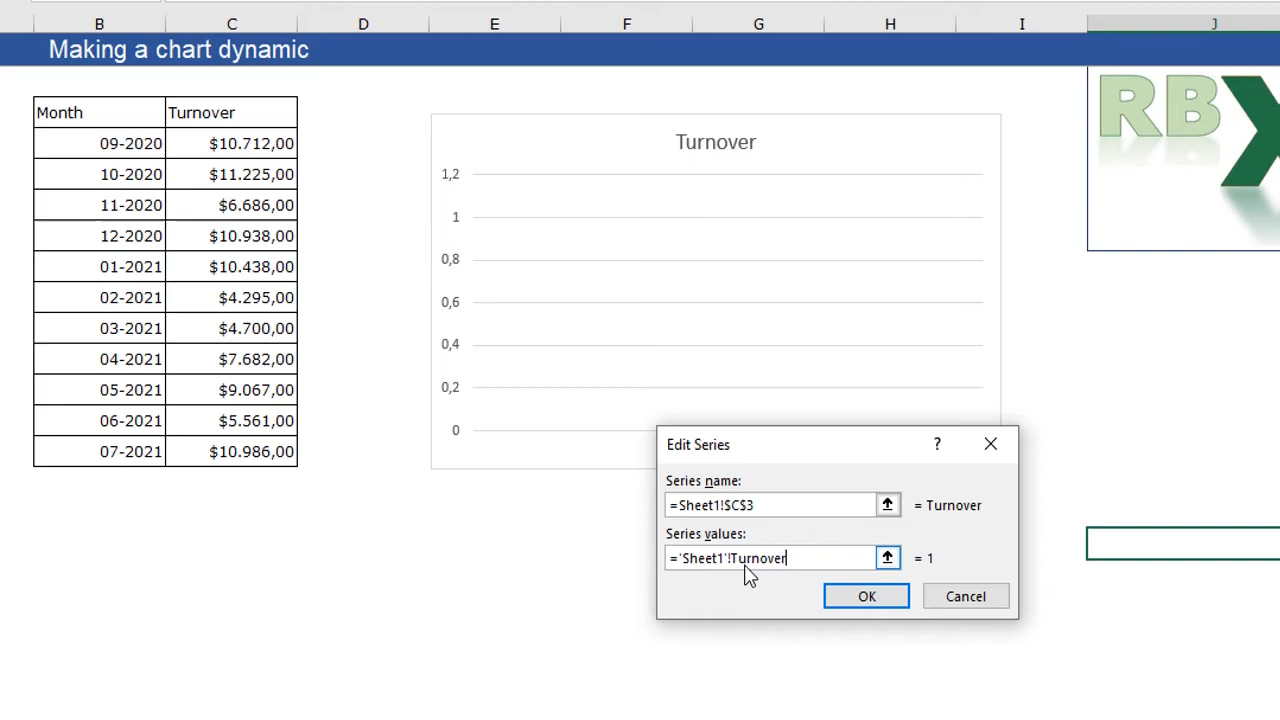 B C D E F G H I J
Making a chart dynamic
Month Turnover
09-2020 $10.712,00
10-2020 $11.225,00
11-2020 $6.686,00
12-2020 $10.938,00
01-2021 $10.438,00
02-2021 $4.295,00
03-2021 $4.700,00
04-2021 $7.682,00
05-2021 $9.067,00
06-2021 $5.561,00
07-2021 $10.986,00
Turnover
1,2
1
0,8
0,6
0,4
0,2
0
RBX
Edit Series ?
Series name:
=Sheet1!$C$3 = Turnover
Series values:
='Sheet1'!Turnover = 1
OK Cancel